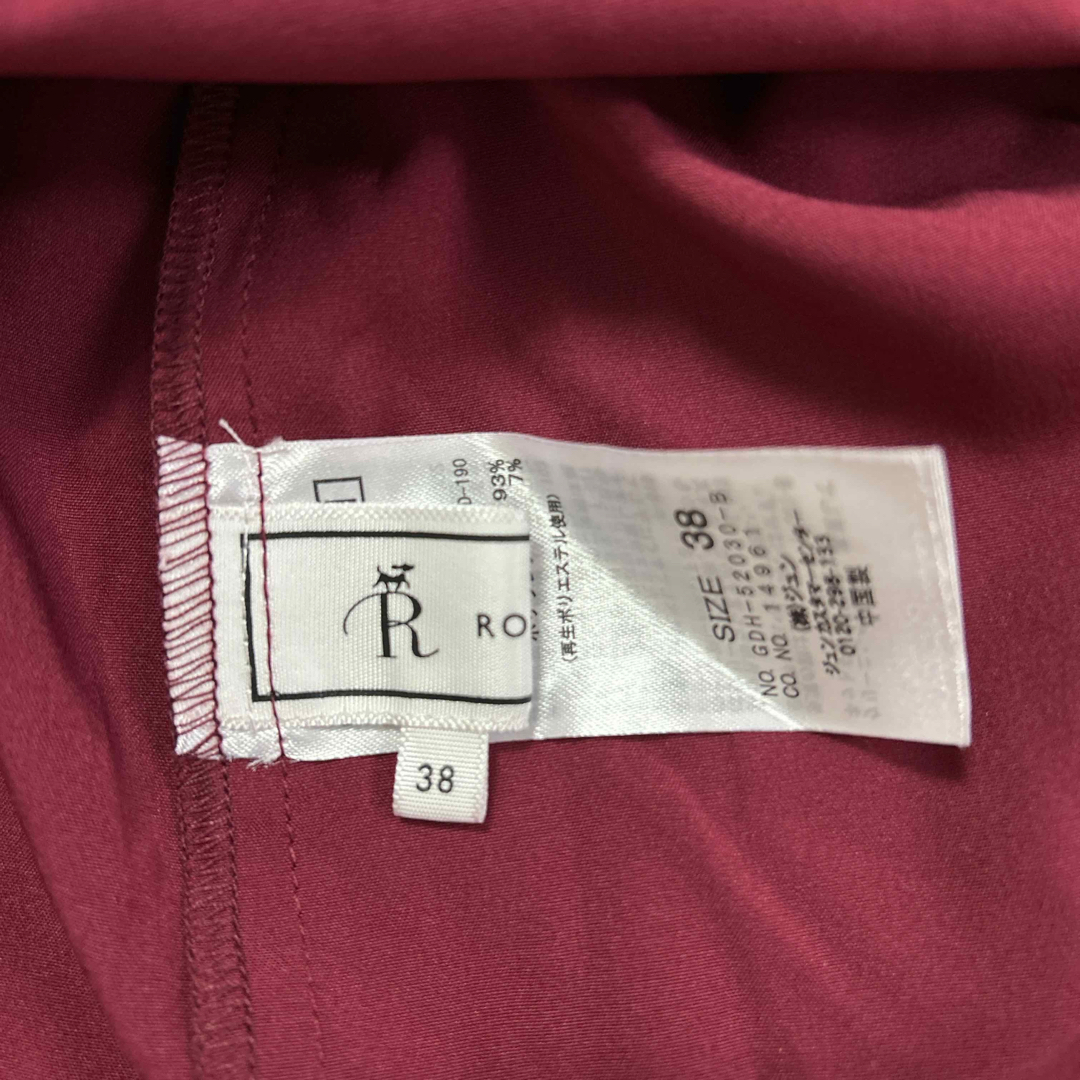 R
RO
38
D-190
93%
7%
(再生ポリエステル使用)
SIZE 38
NO. GDH-52030-B
CO. NO. 14961
(株)ジュン
ジュンカスタマーセンター
0120-298-133
中国製